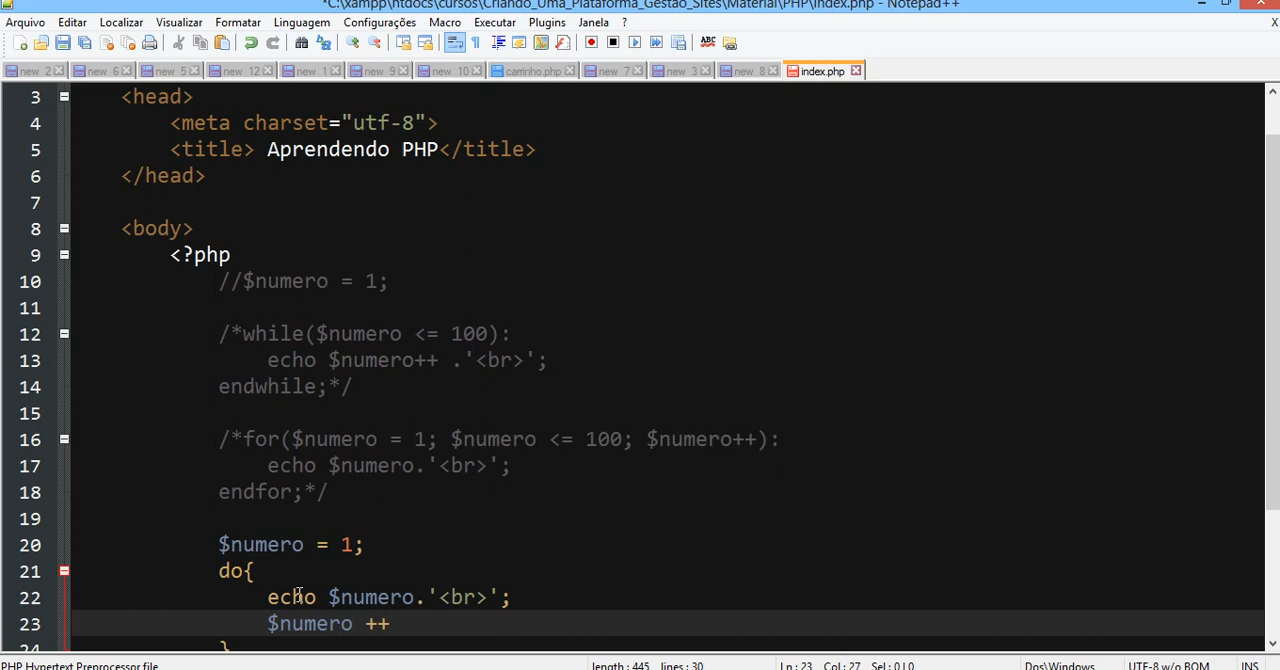 *C:\xampp\htdocs\cursos\Criando_Uma_Plataforma_Gestao_Sites\Material\PHP\index.php - Notepad++
Arquivo Editar Localizar Visualizar Formatar Linguagem Configurações Macro Executar Plugins Janela ? X
new 2 new 6 new 5 new 12 new 1 new 9 new 10 carrinho.php new 7 new 3 new 8 index.php
3 <head>
4 <meta charset="utf-8">
5 <title> Aprendendo PHP</title>
6 </head>
7
8 <body>
9 <?php
10 //$numero = 1;
11
12 /*while($numero <= 100):
13 echo $numero++ .'<br>';
14 endwhile;*/
15
16 /*for($numero = 1; $numero <= 100; $numero++):
17 echo $numero.'<br>';
18 endfor;*/
19
20 $numero = 1;
21 do{
22 echo $numero.'<br>';
23 $numero ++
24 }
PHP Hypertext Preprocessor file length : 445 lines : 30 Ln : 23 Col : 27 Sel : 0 | 0 Dos\Windows UTF-8 w/o BOM INS